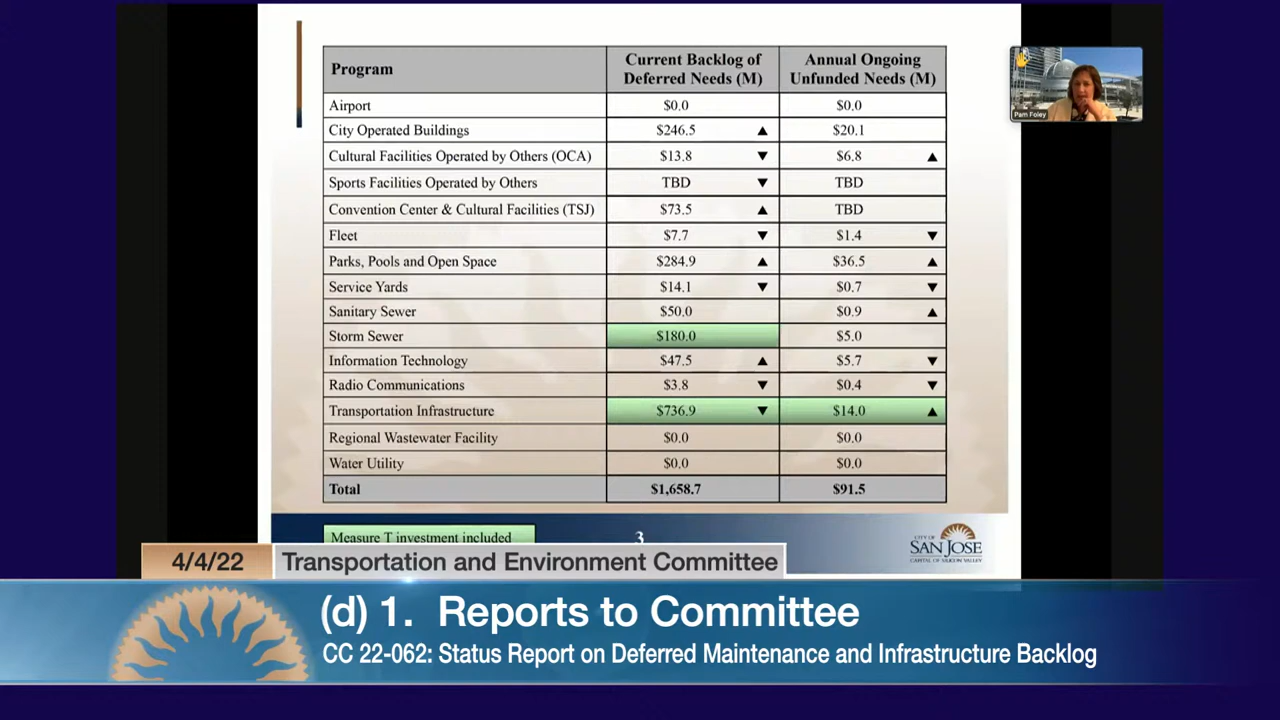 Program Current Backlog of Deferred Needs (M) Annual Ongoing Unfunded Needs (M)
Airport $0.0 $0.0
City Operated Buildings $246.5 ▲ $20.1
Cultural Facilities Operated by Others (OCA) $13.8 ▼ $6.8 ▲
Sports Facilities Operated by Others TBD ▼ TBD
Convention Center & Cultural Facilities (TSJ) $73.5 ▲ TBD
Fleet $7.7 ▼ $1.4 ▼
Parks, Pools and Open Space $284.9 ▲ $36.5 ▲
Service Yards $14.1 ▼ $0.7 ▼
Sanitary Sewer $50.0 $0.9 ▲
Storm Sewer $180.0 $5.0
Information Technology $47.5 ▲ $5.7 ▼
Radio Communications $3.8 ▼ $0.4 ▼
Transportation Infrastructure $736.9 ▼ $14.0 ▲
Regional Wastewater Facility $0.0 $0.0
Water Utility $0.0 $0.0
Total $1,658.7 $91.5
Pam Foley
Measure T investment included
3
CITY OF
SAN JOSE
CAPITAL OF SILICON VALLEY
4/4/22 Transportation and Environment Committee
(d) 1. Reports to Committee
CC 22-062: Status Report on Deferred Maintenance and Infrastructure Backlog